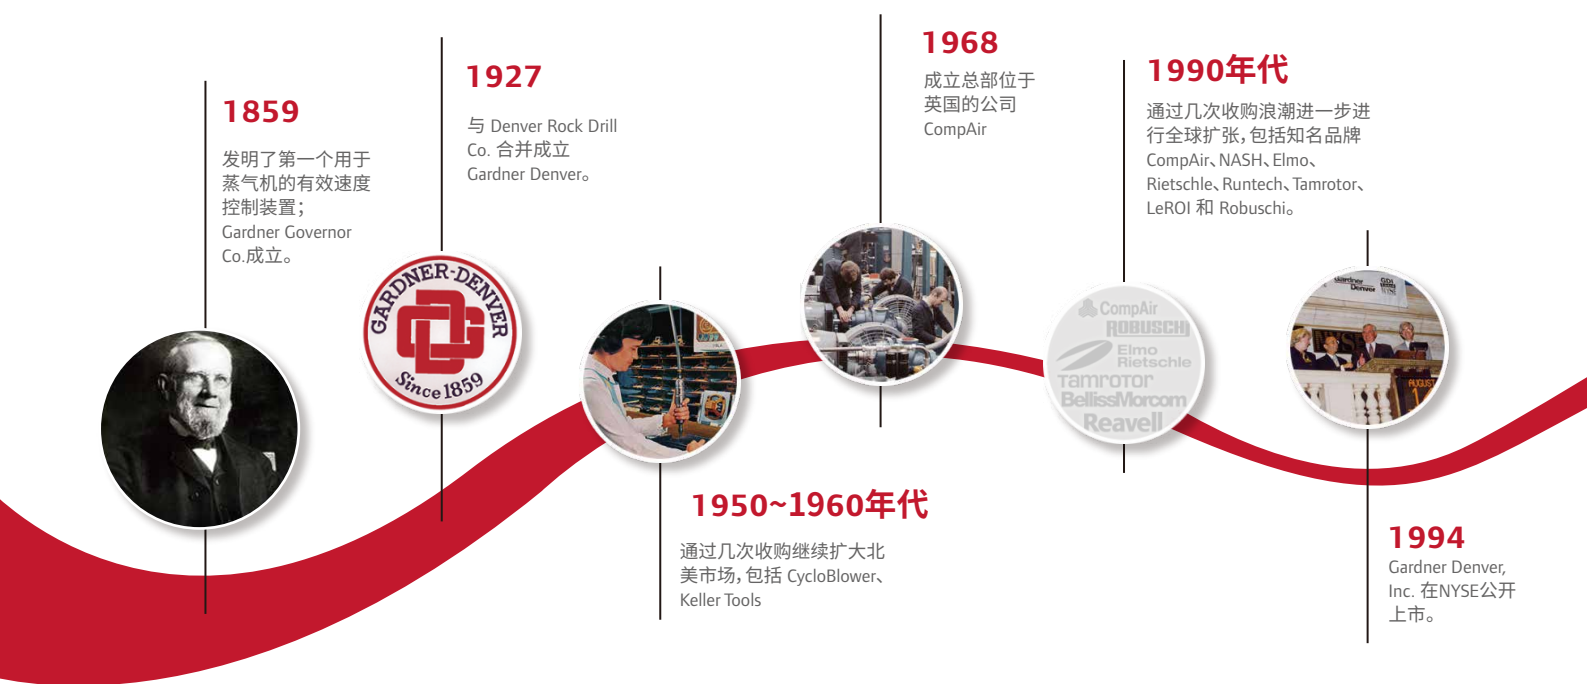 1859
发明了第一个用于
蒸气机的有效速度
控制装置；
Gardner Governor
Co.成立。
1927
与 Denver Rock Drill
Co. 合并成立
Gardner Denver。
GARDNER-DENVER
Since 1859
1950~1960年代
通过几次收购继续扩大北
美市场，包括 CycloBlower、
Keller Tools
1968
成立总部位于
英国的公司
CompAir
1990年代
通过几次收购浪潮进一步进
行全球扩张，包括知名品牌
CompAir、NASH、Elmo、
Rietschle、Runtech、Tamrotor、
LeROI 和 Robuschi。
CompAir
ROBUSCHI
Elmo
Rietschle
TAMROTOR
BellissMorcom
Reavell
Gardner
Denver
GDI
AUGUST
1994
Gardner Denver,
Inc. 在NYSE公开
上市。